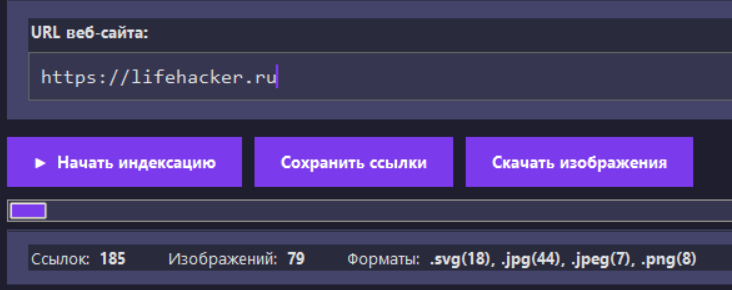 URL веб-сайта:
https://lifehacker.ru
► Начать индексацию Сохранить ссылки Скачать изображения
Ссылок: 185 Изображений: 79 Форматы: .svg(18), .jpg(44), .jpeg(7), .png(8)